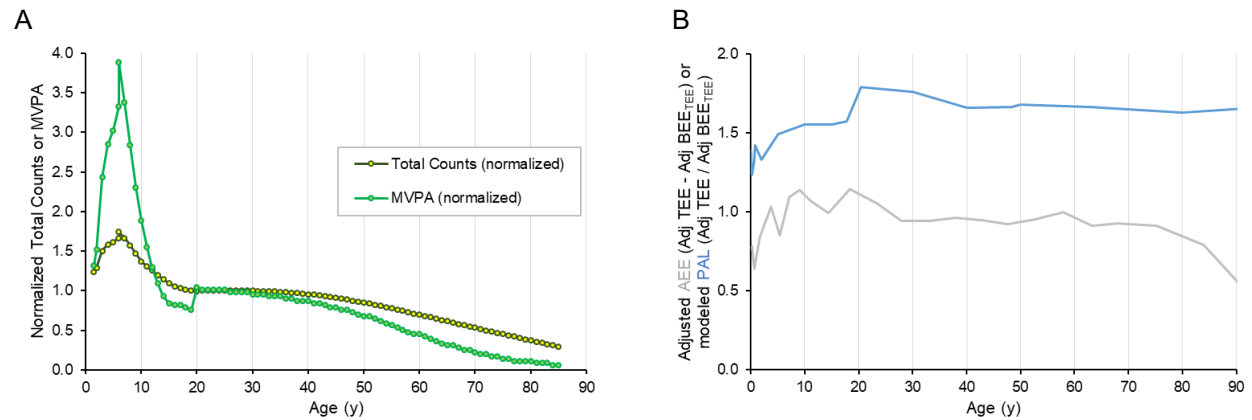 A
Normalized Total Counts or MVPA
4.0
3.5
3.0
2.5
2.0
1.5
1.0
0.5
0.0
Total Counts (normalized)
MVPA (normalized)
0 10 20 30 40 50 60 70 80 90
Age (y)
B
Adjusted AEE (Adj TEE - Adj BEE_TEE) or
modeled PAL (Adj TEE / Adj BEE_TEE)
2.0
1.5
1.0
0.5
0.0
0 10 20 30 40 50 60 70 80 90
Age (y)